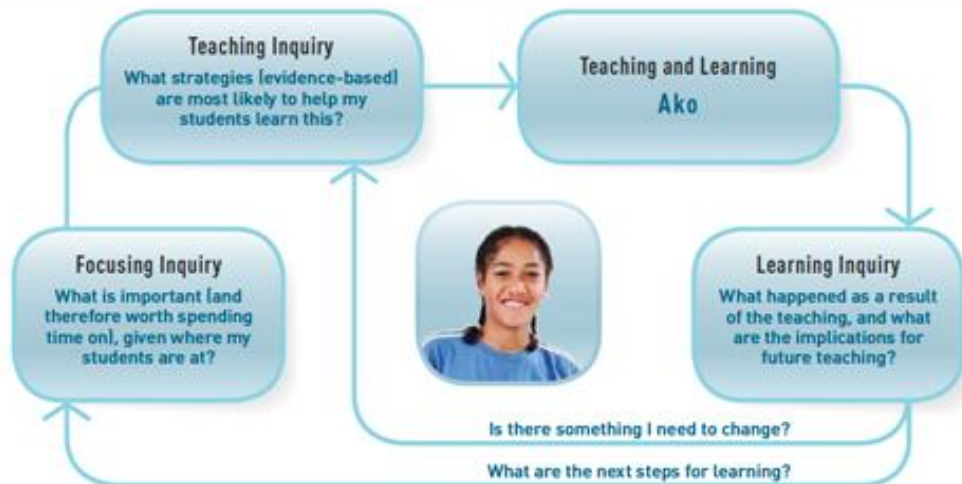 Teaching Inquiry
What strategies (evidence-based)
are most likely to help my
students learn this?
Teaching and Learning
Ako
Focusing Inquiry
What is important (and
therefore worth spending
time on), given where my
students are at?
Learning Inquiry
What happened as a result
of the teaching, and what
are the implications for
future teaching?
Is there something I need to change?
What are the next steps for learning?